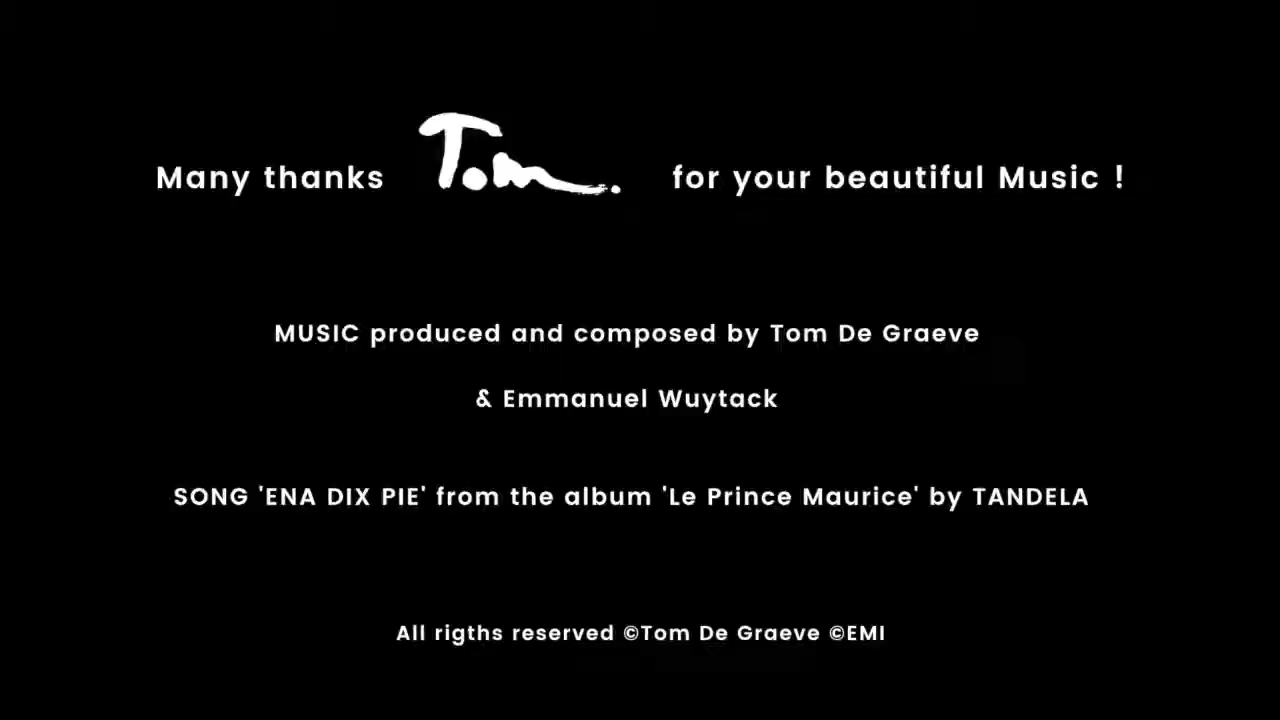 Many thanks Tom. for your beautiful Music !
MUSIC produced and composed by Tom De Graeve
& Emmanuel Wuytack
SONG 'ENA DIX PIE' from the album 'Le Prince Maurice' by TANDELA
All rigths reserved ©Tom De Graeve ©EMI